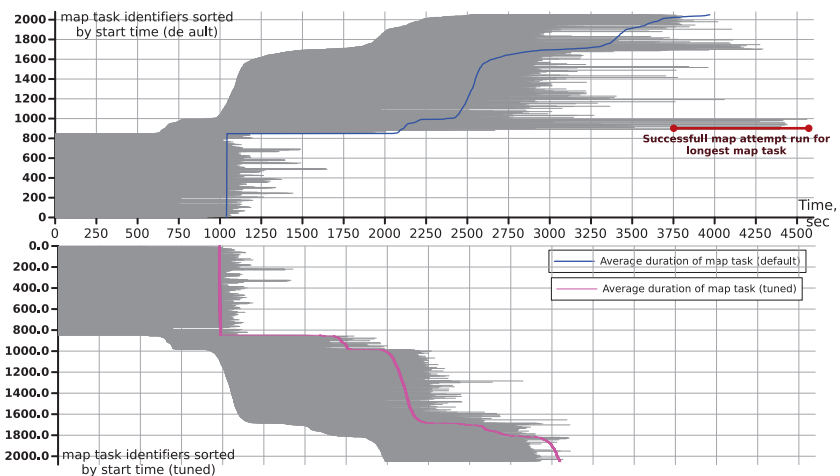 map task identifiers sorted
by start time (de ault)
2000
1800
1600
1400
1200
1000
800
600
400
200
0
Successfull map attempt run for
longest map task
Time,
sec
0 250 500 750 1000 1250 1500 1750 2000 2250 2500 2750 3000 3250 3500 3750 4000 4250 4500
0.0
200.0
400.0
600.0
800.0
1000.0
1200.0
1400.0
1600.0
1800.0
2000.0
Average duration of map task (default)
Average duration of map task (tuned)
map task identifiers sorted
by start time (tuned)